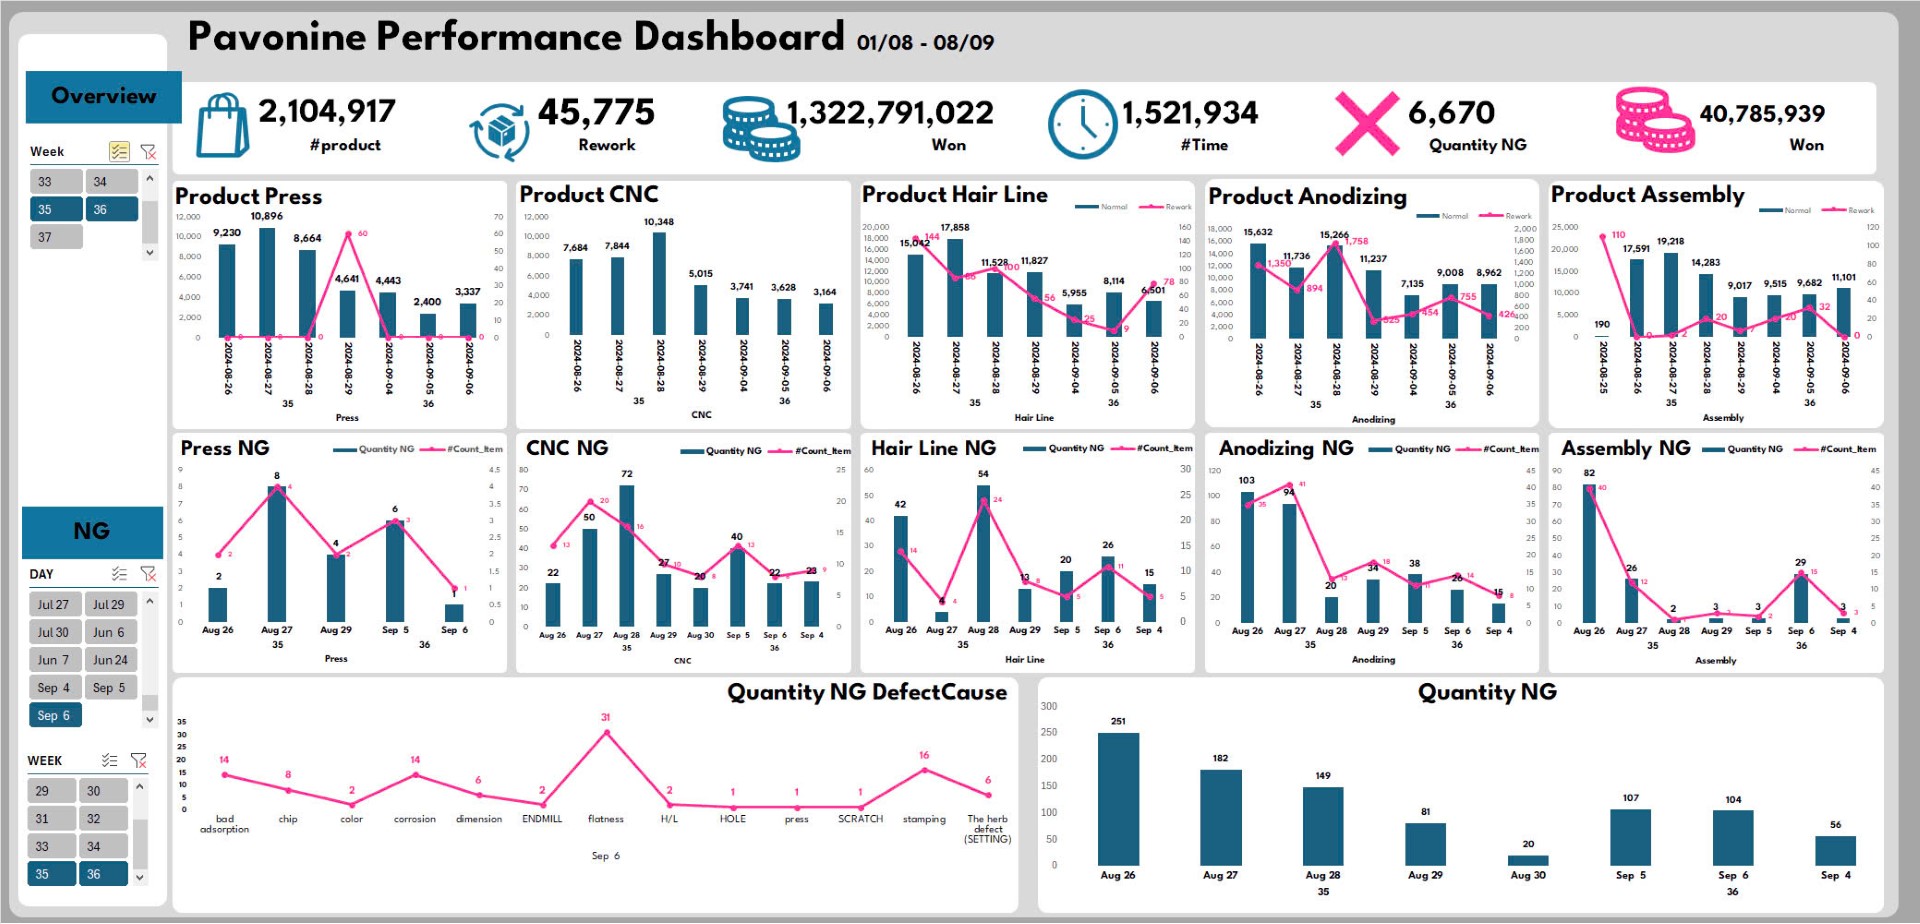 Pavonine Performance Dashboard 01/08 - 08/09
Overview
2,104,917
#product
45,775
Rework
1,322,791,022
Won
1,521,934
#Time
6,670
Quantity NG
40,785,939
Won
Week
33 34
35 36
37
NG
DAY
Jul 27 Jul 29
Jul 30 Jun 6
Jun 7 Jun 24
Sep 4 Sep 5
Sep 6
WEEK
29 30
31 32
33 34
35 36
Product Press
12,000
10,000
8,000
6,000
4,000
2,000
0
9,230 10,896 8,664 4,641 4,443 2,400 3,337
0 0 0 60 0 0 0
70
60
50
40
30
20
10
0
2024-08-26 2024-08-27 2024-08-28 2024-08-29 2024-09-04 2024-09-05 2024-09-06
35 36
Press
Product CNC
12,000
10,000
8,000
6,000
4,000
2,000
0
7,684 7,844 10,348 5,015 3,741 3,628 3,164
2024-08-26 2024-08-27 2024-08-28 2024-08-29 2024-09-04 2024-09-05 2024-09-06
35 36
CNC
Product Hair Line
Normal Rework
20,000
18,000
16,000
14,000
12,000
10,000
8,000
6,000
4,000
2,000
0
15,042 17,858 11,528 11,827 5,955 8,114 6,501
144 86 100 56 25 9 78
160
140
120
100
80
60
40
20
0
2024-08-26 2024-08-27 2024-08-28 2024-08-29 2024-09-04 2024-09-05 2024-09-06
35 36
Hair Line
Product Anodizing
Normal Rework
18,000
16,000
14,000
12,000
10,000
8,000
6,000
4,000
2,000
0
15,632 11,736 15,266 11,237 7,135 9,008 8,962
1,350 894 1,758 325 454 755 426
2,000
1,800
1,600
1,400
1,200
1,000
800
600
400
200
0
2024-08-26 2024-08-27 2024-08-28 2024-08-29 2024-09-04 2024-09-05 2024-09-06
35 36
Anodizing
Product Assembly
Normal Rework
25,000
20,000
15,000
10,000
5,000
0
190 17,591 19,218 14,283 9,017 9,515 9,682 11,101
110 0 2 20 7 20 32 0
120
100
80
60
40
20
0
2024-08-25 2024-08-26 2024-08-27 2024-08-28 2024-08-29 2024-09-04 2024-09-05 2024-09-06
35 36
Assembly
Press NG
Quantity NG #Count_Item
9
8
7
6
5
4
3
2
1
0
2 8 4 6 1
2 4 2 3 1
4.5
4
3.5
3
2.5
2
1.5
1
0.5
0
Aug 26 Aug 27 Aug 29 Sep 5 Sep 6
35 36
Press
CNC NG
Quantity NG #Count_Item
80
70
60
50
40
30
20
10
0
22 50 72 27 20 40 22 23
13 20 16 10 8 13 8 9
25
20
15
10
5
0
Aug 26 Aug 27 Aug 28 Aug 29 Aug 30 Sep 5 Sep 6 Sep 4
35 36
CNC
Hair Line NG
Quantity NG #Count_Item
60
50
40
30
20
10
0
42 4 54 13 20 26 15
14 4 24 8 5 11 5
30
25
20
15
10
5
0
Aug 26 Aug 27 Aug 28 Aug 29 Sep 5 Sep 6 Sep 4
35 36
Hair Line
Anodizing NG
Quantity NG #Count_Item
120
100
80
60
40
20
0
103 94 20 34 38 26 15
35 41 13 18 11 14 8
45
40
35
30
25
20
15
10
5
0
Aug 26 Aug 27 Aug 28 Aug 29 Sep 5 Sep 6 Sep 4
35 36
Anodizing
Assembly NG
Quantity NG #Count_Item
90
80
70
60
50
40
30
20
10
0
82 26 2 3 3 29 3
40 12 1 3 2 15 3
45
40
35
30
25
20
15
10
5
0
Aug 26 Aug 27 Aug 28 Aug 29 Sep 5 Sep 6 Sep 4
35 36
Assembly
Quantity NG DefectCause
35
30
25
20
15
10
5
0
14 8 2 14 6 2 31 2 1 1 1 16 6
bad adsorption chip color corrosion dimension ENDMILL flatness H/L HOLE press SCRATCH stamping The herb defect (SETTING)
Sep 6
Quantity NG
300
250
200
150
100
50
0
251 182 149 81 20 107 104 56
Aug 26 Aug 27 Aug 28 Aug 29 Aug 30 Sep 5 Sep 6 Sep 4
35 36